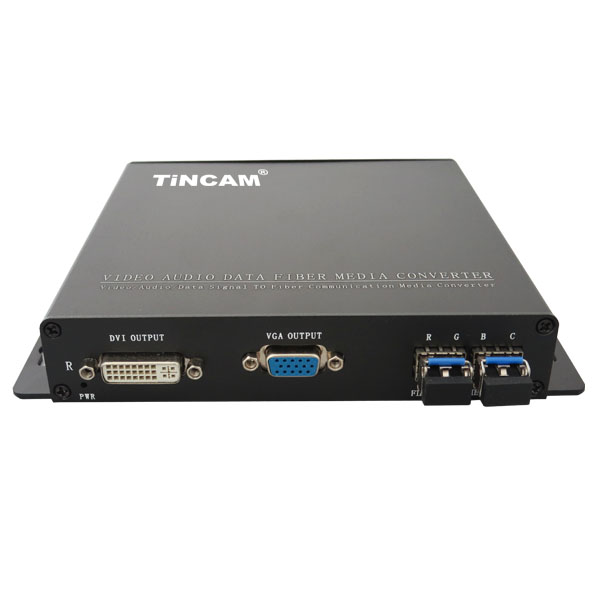 TiNCAM®
VIDEO AUDIO DATA FIBER MEDIA CONVERTER
Video Audio Data Signal TO Fiber Communication Media Converter
DVI OUTPUT
VGA OUTPUT
R G B C
R
PWR